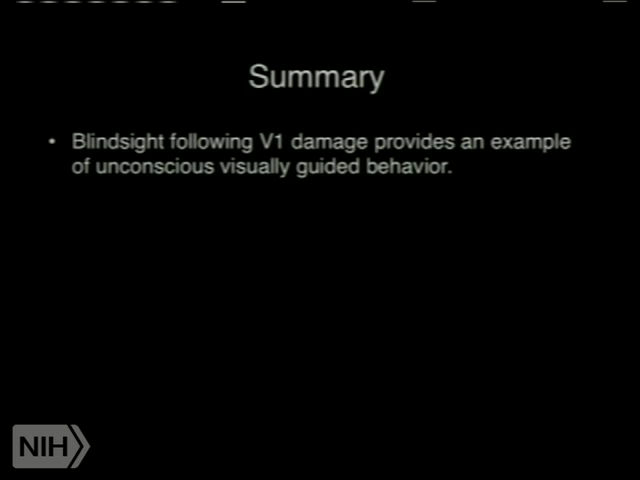 Summary
• Blindsight following V1 damage provides an example
of unconscious visually guided behavior.
NIH